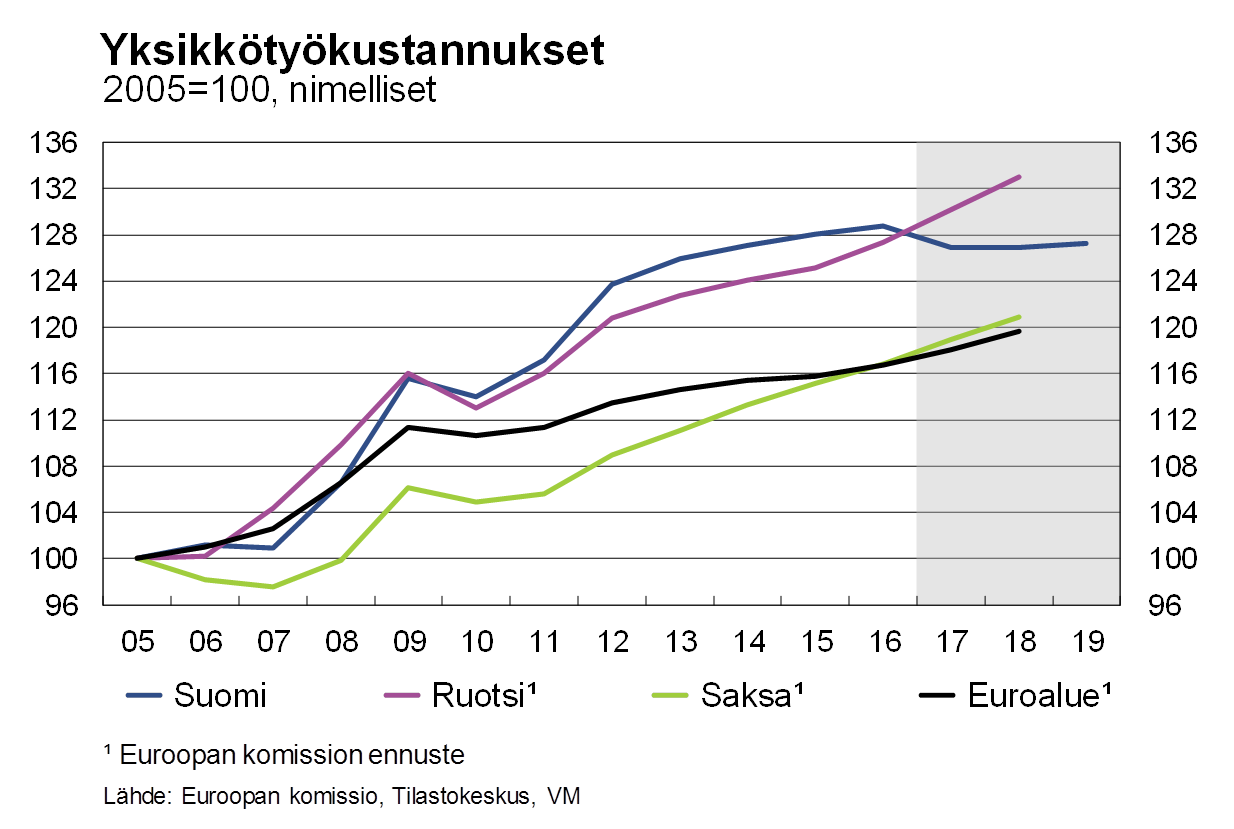 Yksikkötyökustannukset
2005=100, nimelliset
136 136
132 132
128 128
124 124
120 120
116 116
112 112
108 108
104 104
100 100
96 96
05 06 07 08 09 10 11 12 13 14 15 16 17 18 19
Suomi Ruotsi¹ Saksa¹ Euroalue¹
¹ Euroopan komission ennuste
Lähde: Euroopan komissio, Tilastokeskus, VM